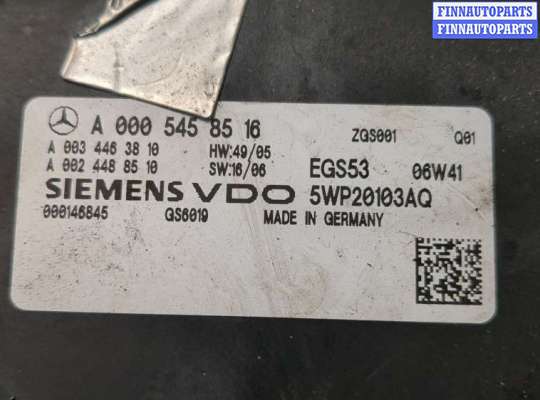 FINNAUTOPARTS
FINNAUTOPARTS
A 000 545 85 16
ZGS001 Q01
A 003 446 38 10 HW:49/05
A 002 448 85 10 SW:16/06 EGS53 06W41
SIEMENS VDO 5WP20103AQ
000146845 GS6019 MADE IN GERMANY